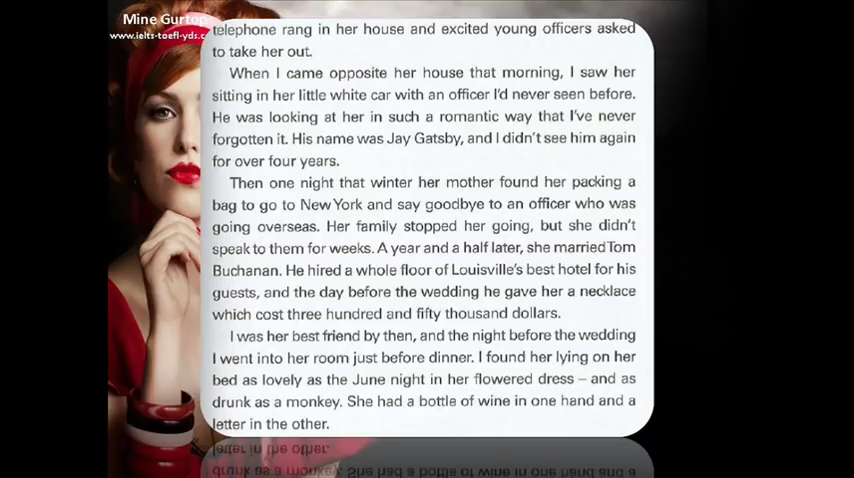 Mine Gurtop
www.ielts-toefl-yds.c
telephone rang in her house and excited young officers asked
to take her out.
When I came opposite her house that morning, I saw her
sitting in her little white car with an officer I'd never seen before.
He was looking at her in such a romantic way that I've never
forgotten it. His name was Jay Gatsby, and I didn't see him again
for over four years.
Then one night that winter her mother found her packing a
bag to go to New York and say goodbye to an officer who was
going overseas. Her family stopped her going, but she didn't
speak to them for weeks. A year and a half later, she married Tom
Buchanan. He hired a whole floor of Louisville's best hotel for his
guests, and the day before the wedding he gave her a necklace
which cost three hundred and fifty thousand dollars.
I was her best friend by then, and the night before the wedding
I went into her room just before dinner. I found her lying on her
bed as lovely as the June night in her flowered dress – and as
drunk as a monkey. She had a bottle of wine in one hand and a
letter in the other.